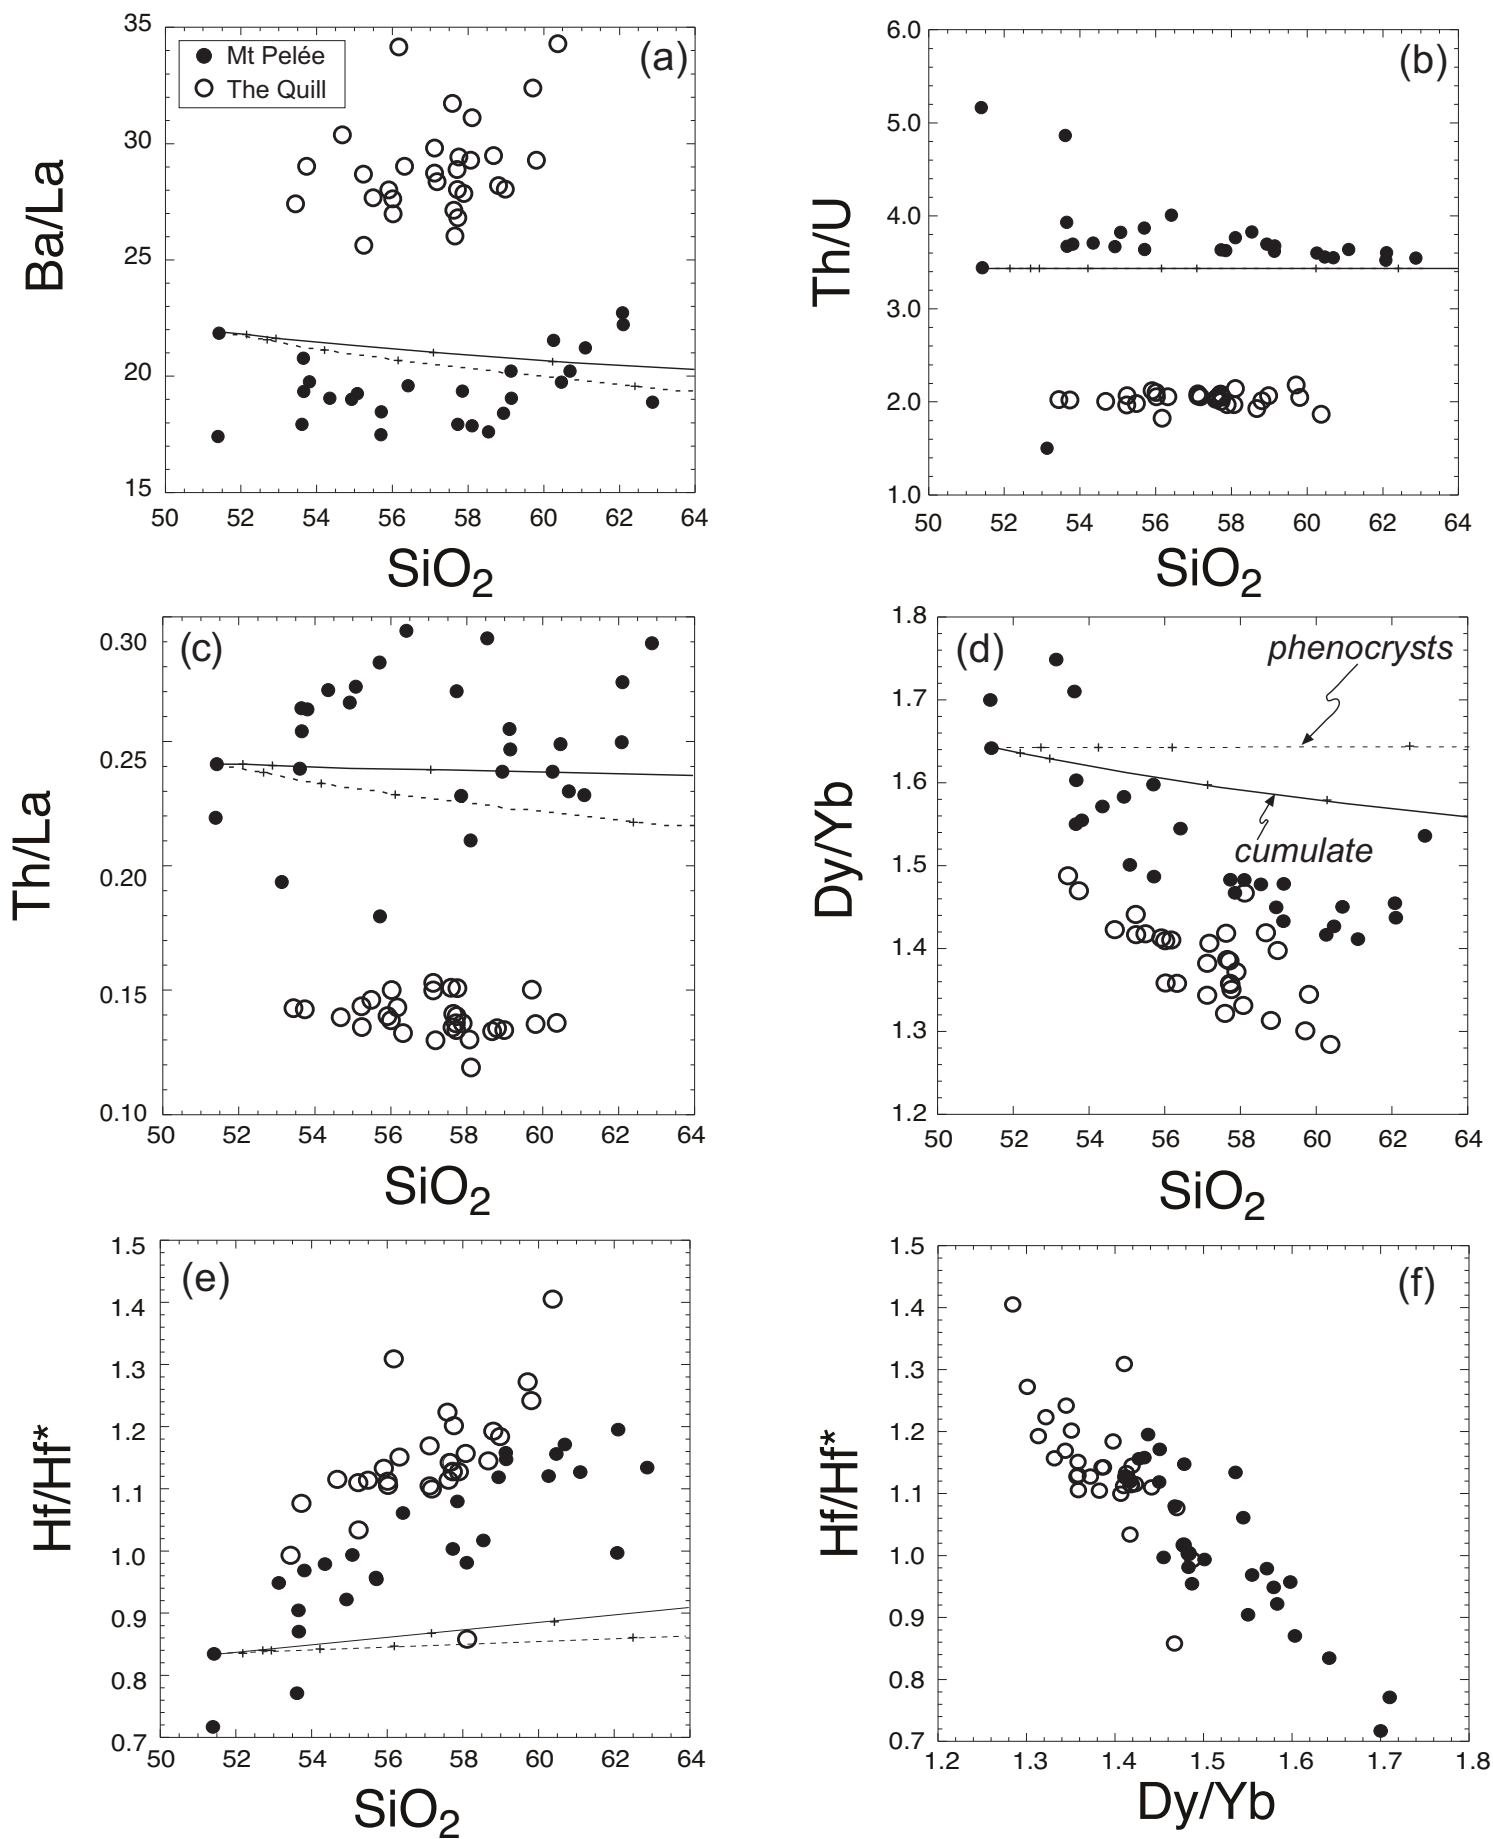 35
30
25
20
15
Ba/La
Mt Pelée
The Quill
(a)
50 52 54 56 58 60 62 64
SiO2
6.0
5.0
4.0
3.0
2.0
1.0
Th/U
(b)
50 52 54 56 58 60 62 64
SiO2
0.30
0.25
0.20
0.15
0.10
Th/La
(c)
50 52 54 56 58 60 62 64
SiO2
1.8
1.7
1.6
1.5
1.4
1.3
1.2
Dy/Yb
(d)
phenocrysts
cumulate
50 52 54 56 58 60 62 64
SiO2
1.5
1.4
1.3
1.2
1.1
1.0
0.9
0.8
0.7
Hf/Hf*
(e)
50 52 54 56 58 60 62 64
SiO2
1.5
1.4
1.3
1.2
1.1
1.0
0.9
0.8
0.7
Hf/Hf*
(f)
1.2 1.3 1.4 1.5 1.6 1.7 1.8
Dy/Yb